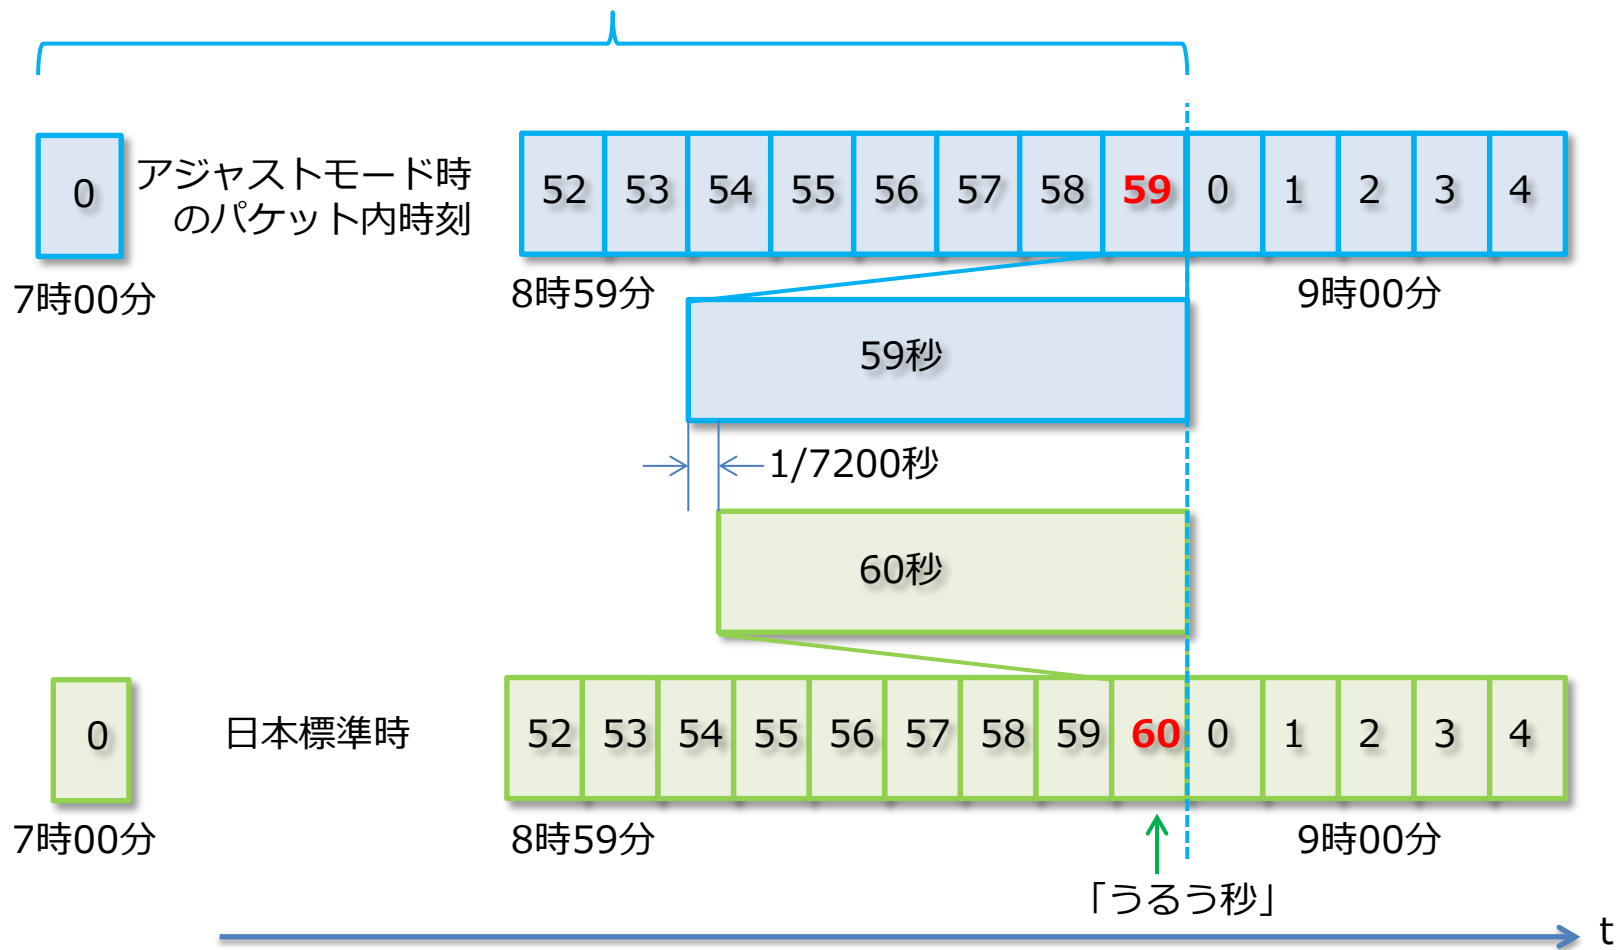 0
アジャストモード時
のパケット内時刻
52 53 54 55 56 57 58 59 0 1 2 3 4
7時00分
8時59分
9時00分
59秒
1/7200秒
60秒
0
日本標準時
52 53 54 55 56 57 58 59 60 0 1 2 3 4
7時00分
8時59分
9時00分
「うるう秒」
t